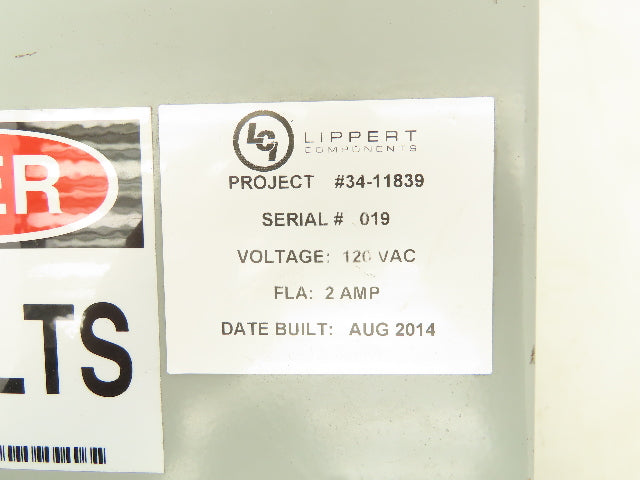 LCI LIPPERT
COMPONENTS
PROJECT #34-11839
SERIAL # 019
VOLTAGE: 120 VAC
FLA: 2 AMP
DATE BUILT: AUG 2014
ER
LTS